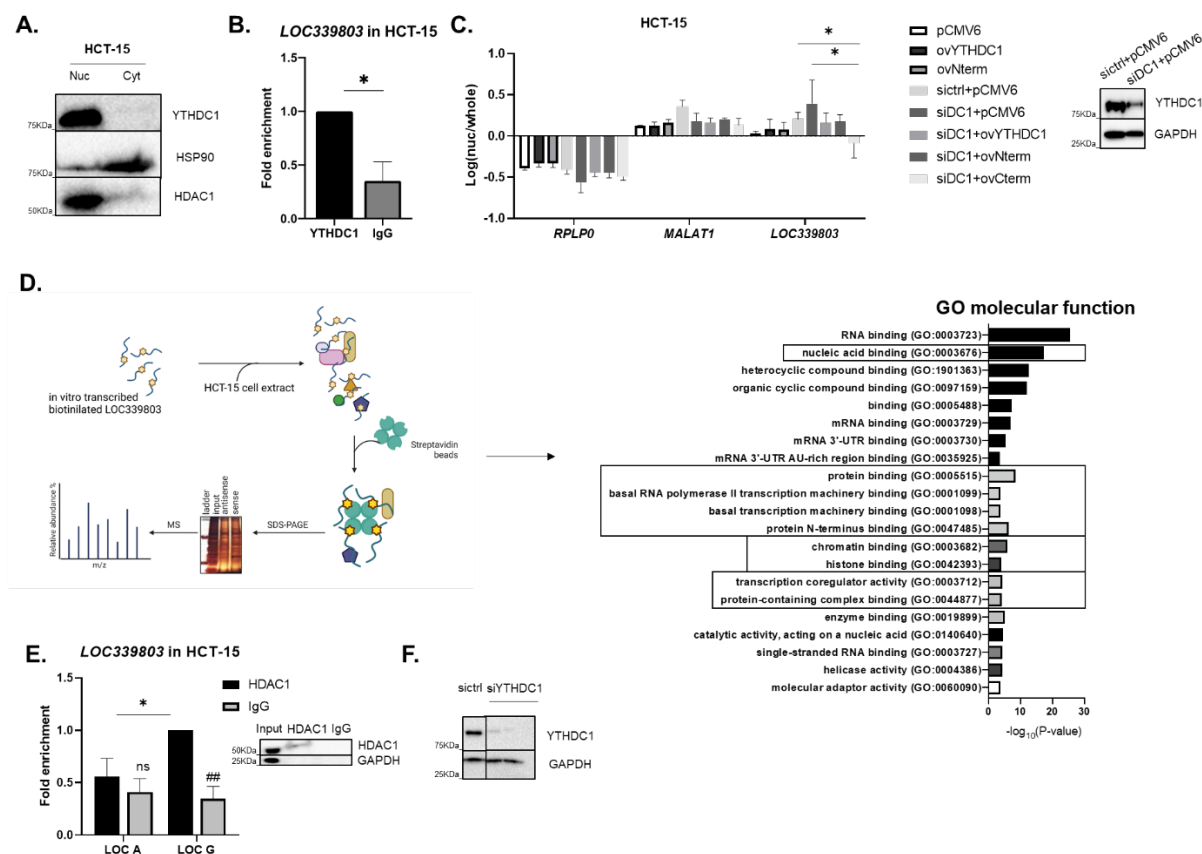 A.
HCT-15
Nuc Cyt
75KDa
YTHDC1
75KDa
HSP90
50KDa
HDAC1
B.
LOC339803 in HCT-15
Fold enrichment
1.5
1.0
0.5
0.0
*
YTHDC1 IgG
C.
HCT-15
Log(nuc/whole)
1.0
0.5
0.0
-0.5
-1.0
*
*
RPLP0 MALAT1 LOC339803
pCMV6
ovYTHDC1
ovNterm
sictrl+pCMV6
siDC1+pCMV6
siDC1+ovYTHDC1
siDC1+ovNterm
siDC1+ovCterm
sictrl+pCMV6
siDC1+pCMV6
75KDa
YTHDC1
25KDa
GAPDH
D.
in vitro transcribed
biotinilated LOC339803
HCT-15 cell extract
Streptavidin
beads
SDS-PAGE
ladder
input
antisense
sense
MS
Relative abundance %
m/z
GO molecular function
RNA binding (GO:0003723)
nucleic acid binding (GO:0003676)
heterocyclic compound binding (GO:1901363)
organic cyclic compound binding (GO:0097159)
binding (GO:0005488)
mRNA binding (GO:0003729)
mRNA 3'-UTR binding (GO:0003730)
mRNA 3'-UTR AU-rich region binding (GO:0035925)
protein binding (GO:0005515)
basal RNA polymerase II transcription machinery binding (GO:0001099)
basal transcription machinery binding (GO:0001098)
protein N-terminus binding (GO:0047485)
chromatin binding (GO:0003682)
histone binding (GO:0042393)
transcription coregulator activity (GO:0003712)
protein-containing complex binding (GO:0044877)
enzyme binding (GO:0019899)
catalytic activity, acting on a nucleic acid (GO:0140640)
single-stranded RNA binding (GO:0003727)
helicase activity (GO:0004386)
molecular adaptor activity (GO:0060090)
0 10 20 30
-log10(P-value)
E.
LOC339803 in HCT-15
Fold enrichment
1.5
1.0
0.5
0.0
*
ns
##
LOC A LOC G
HDAC1
IgG
Input HDAC1 IgG
50KDa
HDAC1
25KDa
GAPDH
F.
sictrl siYTHDC1
75KDa
YTHDC1
25KDa
GAPDH